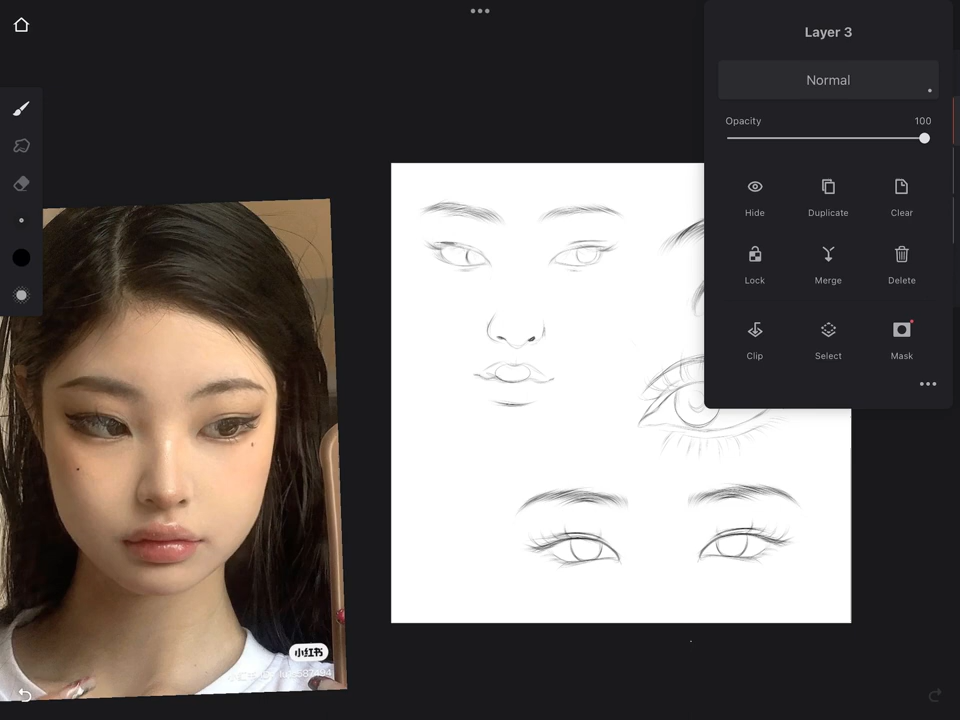 Layer 3
Normal
Opacity 100
Hide Duplicate Clear
Lock Merge Delete
Clip Select Mask
小红书